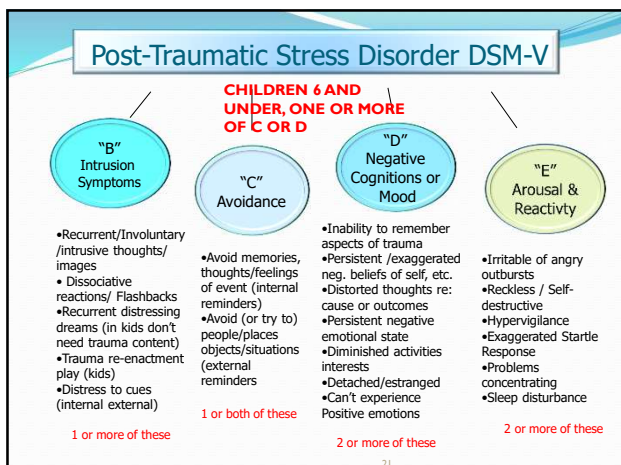 Post-Traumatic Stress Disorder DSM-V
CHILDREN 6 AND
UNDER, ONE OR MORE
OF C OR D
"B"
Intrusion
Symptoms
•Recurrent/Involuntary
/intrusive thoughts/
images
• Dissociative
reactions/ Flashbacks
•Recurrent distressing
dreams (in kids don't
need trauma content)
•Trauma re-enactment
play (kids)
•Distress to cues
(internal external)
1 or more of these
"C"
Avoidance
•Avoid memories,
thoughts/feelings
of event (internal
reminders)
•Avoid (or try to)
people/places
objects/situations
(external
reminders
1 or both of these
"D"
Negative
Cognitions or
Mood
•Inability to remember
aspects of trauma
•Persistent /exaggerated
neg. beliefs of self, etc.
•Distorted thoughts re:
cause or outcomes
•Persistent negative
emotional state
•Diminished activities
interests
•Detached/estranged
•Can't experience
Positive emotions
2 or more of these
"E"
Arousal &
Reactivty
•Irritable of angry
outbursts
•Reckless / Self-
destructive
•Hypervigilance
•Exaggerated Startle
Response
•Problems
concentrating
•Sleep disturbance
2 or more of these
21